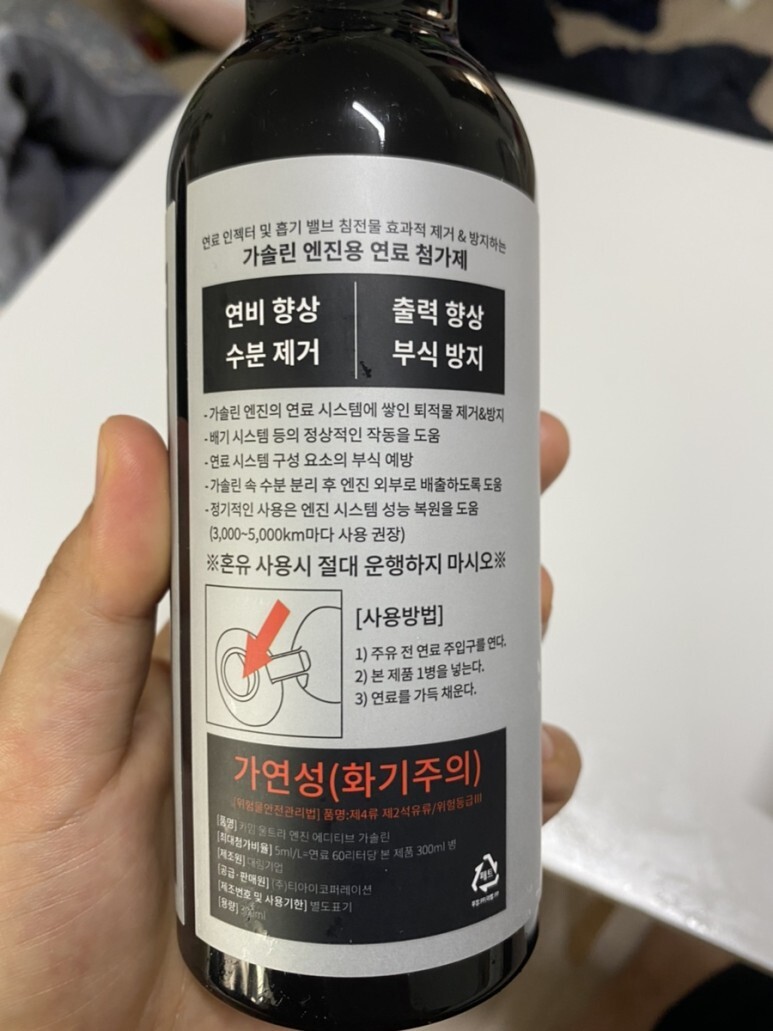 연료 인젝터 및 흡기 밸브 침전물 효과적 제거 & 방지하는
가솔린 엔진용 연료 첨가제
연비 향상
수분 제거
출력 향상
부식 방지
- 가솔린 엔진의 연료 시스템에 쌓인 퇴적물 제거&방지
- 배기 시스템 등의 정상적인 작동을 도움
- 연료 시스템 구성 요소의 부식 예방
- 가솔린 속 수분 분리 후 엔진 외부로 배출하도록 도움
- 정기적인 사용은 엔진 시스템 성능 복원을 도움
(3,000~5,000km마다 사용 권장)
※혼유 사용시 절대 운행하지 마시오※
[사용방법]
1) 주유 전 연료 주입구를 연다.
2) 본 제품 1병을 넣는다.
3) 연료를 가득 채운다.
가연성(화기주의)
[위험물안전관리법] 품명:제4류 제2석유류/위험등급III
[품명] 카밈 울트라 엔진 에디티브 가솔린
[최대첨가비율] 5ml/L=연료 60리터당 본 제품 300ml 병
[제조원] 대림기업
[공급·판매원] (주)티아이코퍼레이션
[제조번호 및 사용기한] 별도표기
[용량]
페트